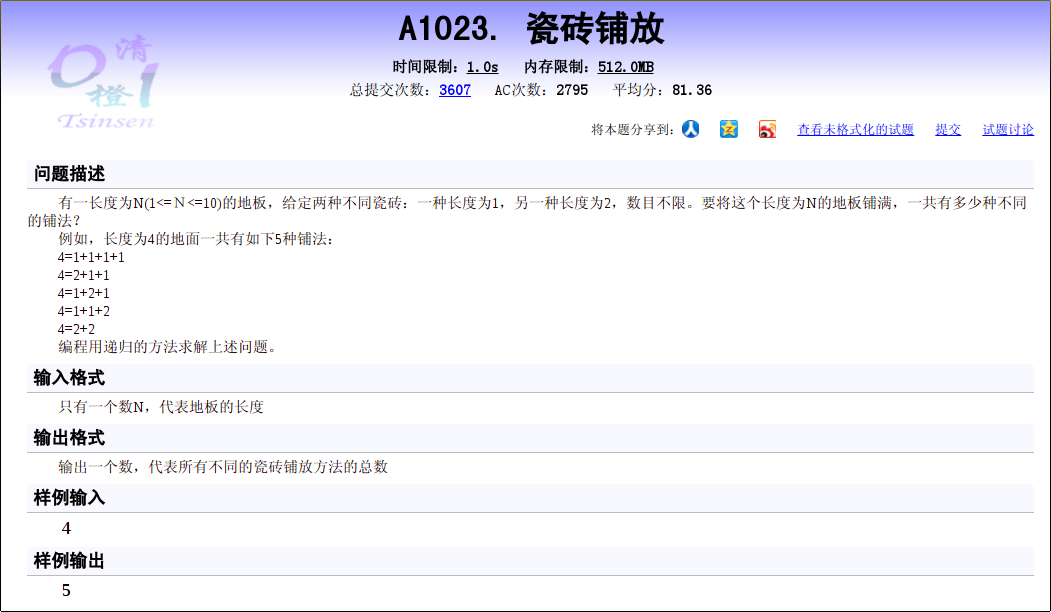 A1023. 瓷砖铺放
清
橙
Tsinsen
时间限制：1.0s 内存限制：512.0MB
总提交次数：3607 AC次数：2795 平均分：81.36
将本题分享到： 查看未格式化的试题 提交 试题讨论
问题描述
有一长度为N(1<=Ｎ<=10)的地板，给定两种不同瓷砖：一种长度为1，另一种长度为2，数目不限。要将这个长度为N的地板铺满，一共有多少种不同
的铺法？
例如，长度为4的地面一共有如下5种铺法：
4=1+1+1+1
4=2+1+1
4=1+2+1
4=1+1+2
4=2+2
编程用递归的方法求解上述问题。
输入格式
只有一个数N，代表地板的长度
输出格式
输出一个数，代表所有不同的瓷砖铺放方法的总数
样例输入
4
样例输出
5